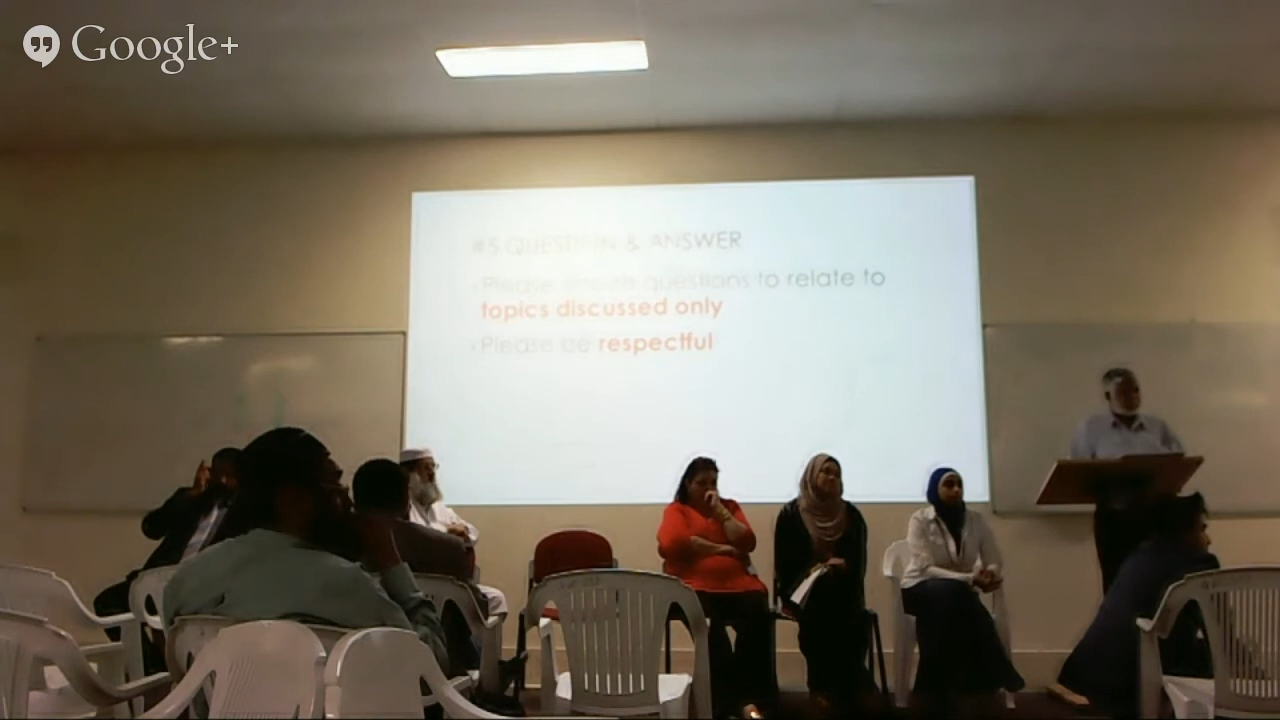 Google+
#5 QUESTION & ANSWER
Please questions to relate to
topics discussed only
Please be respectful